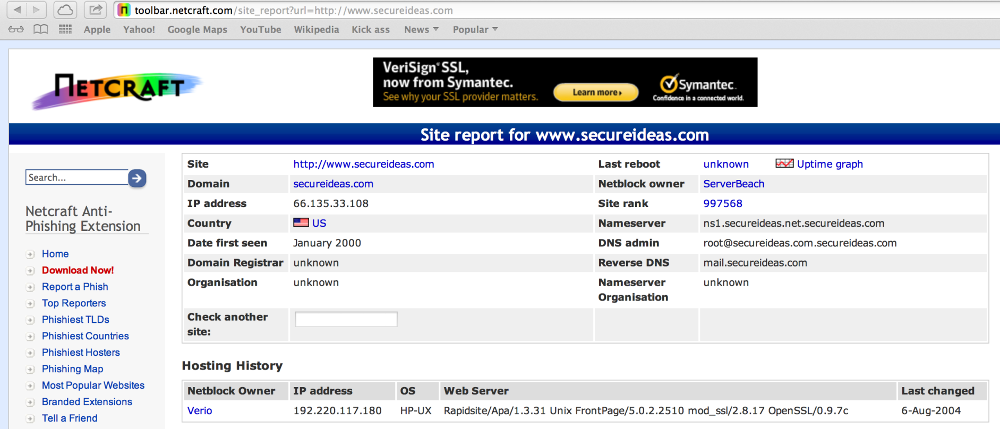 toolbar.netcraft.com/site_report?url=http://www.secureideas.com
Apple Yahoo! Google Maps YouTube Wikipedia Kick ass News Popular
NETCRAFT
VeriSign® SSL,
now from Symantec.
See why your SSL provider matters.
Learn more
Symantec™
Confidence in a connected world.
Site report for www.secureideas.com
Search...
Netcraft Anti-
Phishing Extension
Home
Download Now!
Report a Phish
Top Reporters
Phishiest TLDs
Phishiest Countries
Phishiest Hosters
Phishing Map
Most Popular Websites
Branded Extensions
Tell a Friend
Site http://www.secureideas.com Last reboot unknown Uptime graph
Domain secureideas.com Netblock owner ServerBeach
IP address 66.135.33.108 Site rank 997568
Country US Nameserver ns1.secureideas.net.secureideas.com
Date first seen January 2000 DNS admin root@secureideas.com.secureideas.com
Domain Registrar unknown Reverse DNS mail.secureideas.com
Organisation unknown Nameserver unknown
Organisation
Check another
site:
Hosting History
Netblock Owner IP address OS Web Server Last changed
Verio 192.220.117.180 HP-UX Rapidsite/Apa/1.3.31 Unix FrontPage/5.0.2.2510 mod_ssl/2.8.17 OpenSSL/0.9.7c 6-Aug-2004